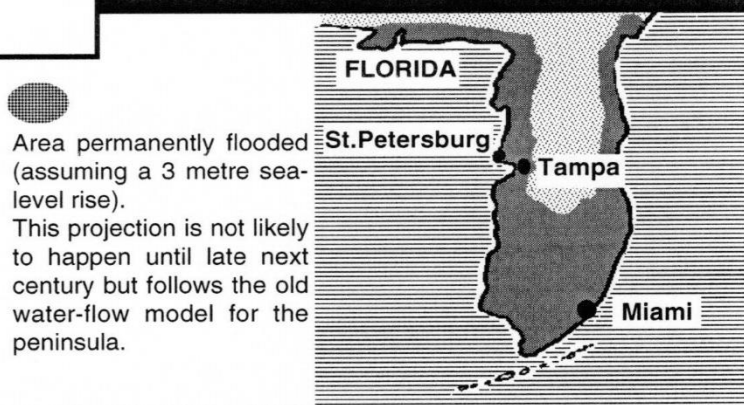 FLORIDA
St.Petersburg
Tampa
Miami
Area permanently flooded
(assuming a 3 metre sea-
level rise).
This projection is not likely
to happen until late next
century but follows the old
water-flow model for the
peninsula.